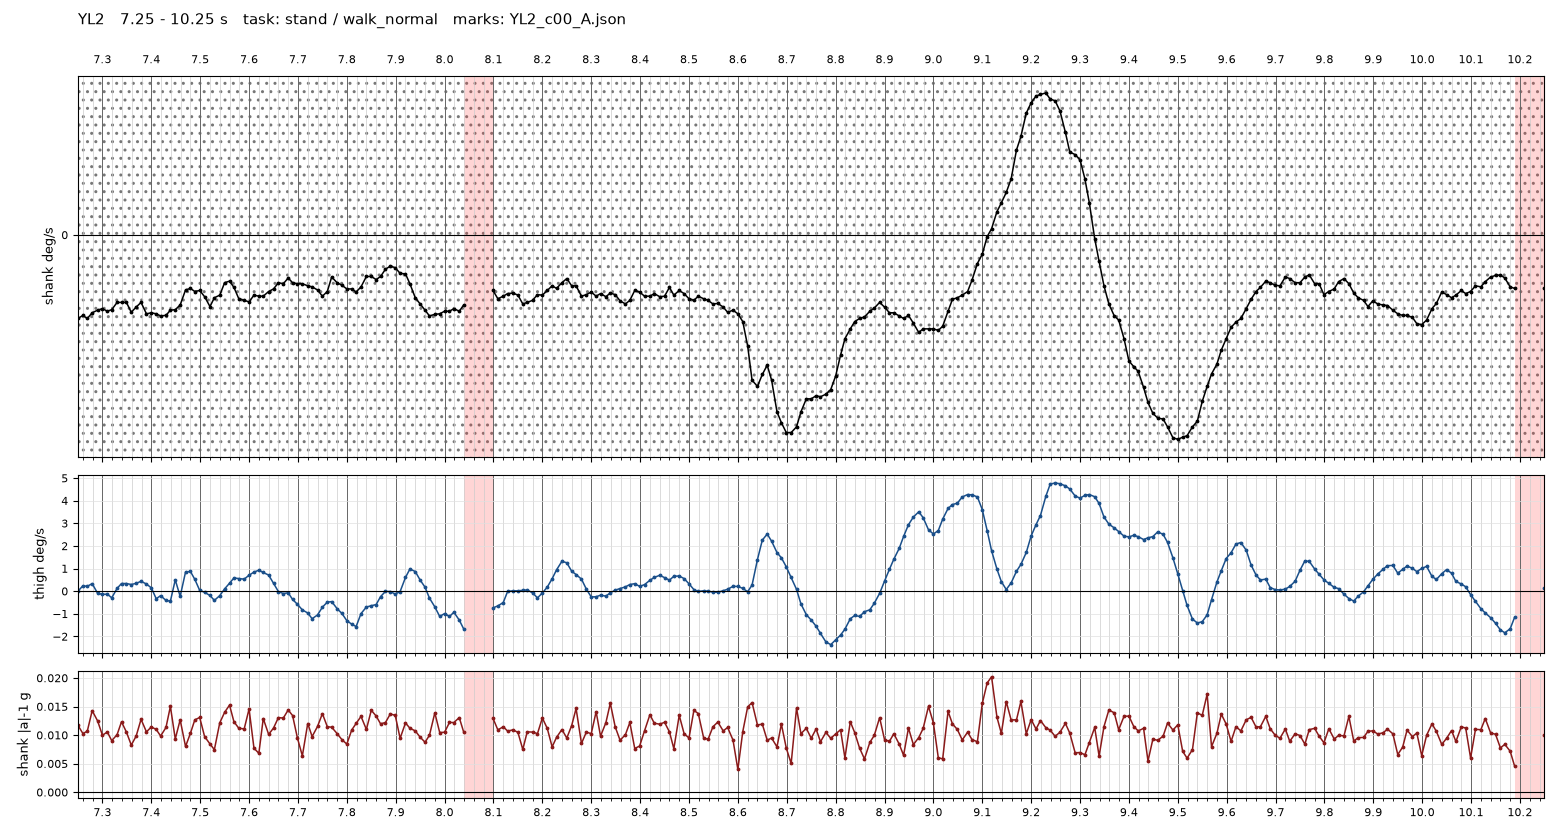 YL2   7.25 - 10.25 s   task: stand / walk_normal   marks: YL2_c00_A.json
7.3 7.4 7.5 7.6 7.7 7.8 7.9 8.0 8.1 8.2 8.3 8.4 8.5 8.6 8.7 8.8 8.9 9.0 9.1 9.2 9.3 9.4 9.5 9.6 9.7 9.8 9.9 10.0 10.1 10.2
shank deg/s
0
thigh deg/s
5
4
3
2
1
0
−1
−2
shank |a|-1 g
0.020
0.015
0.010
0.005
0.000
7.3 7.4 7.5 7.6 7.7 7.8 7.9 8.0 8.1 8.2 8.3 8.4 8.5 8.6 8.7 8.8 8.9 9.0 9.1 9.2 9.3 9.4 9.5 9.6 9.7 9.8 9.9 10.0 10.1 10.2